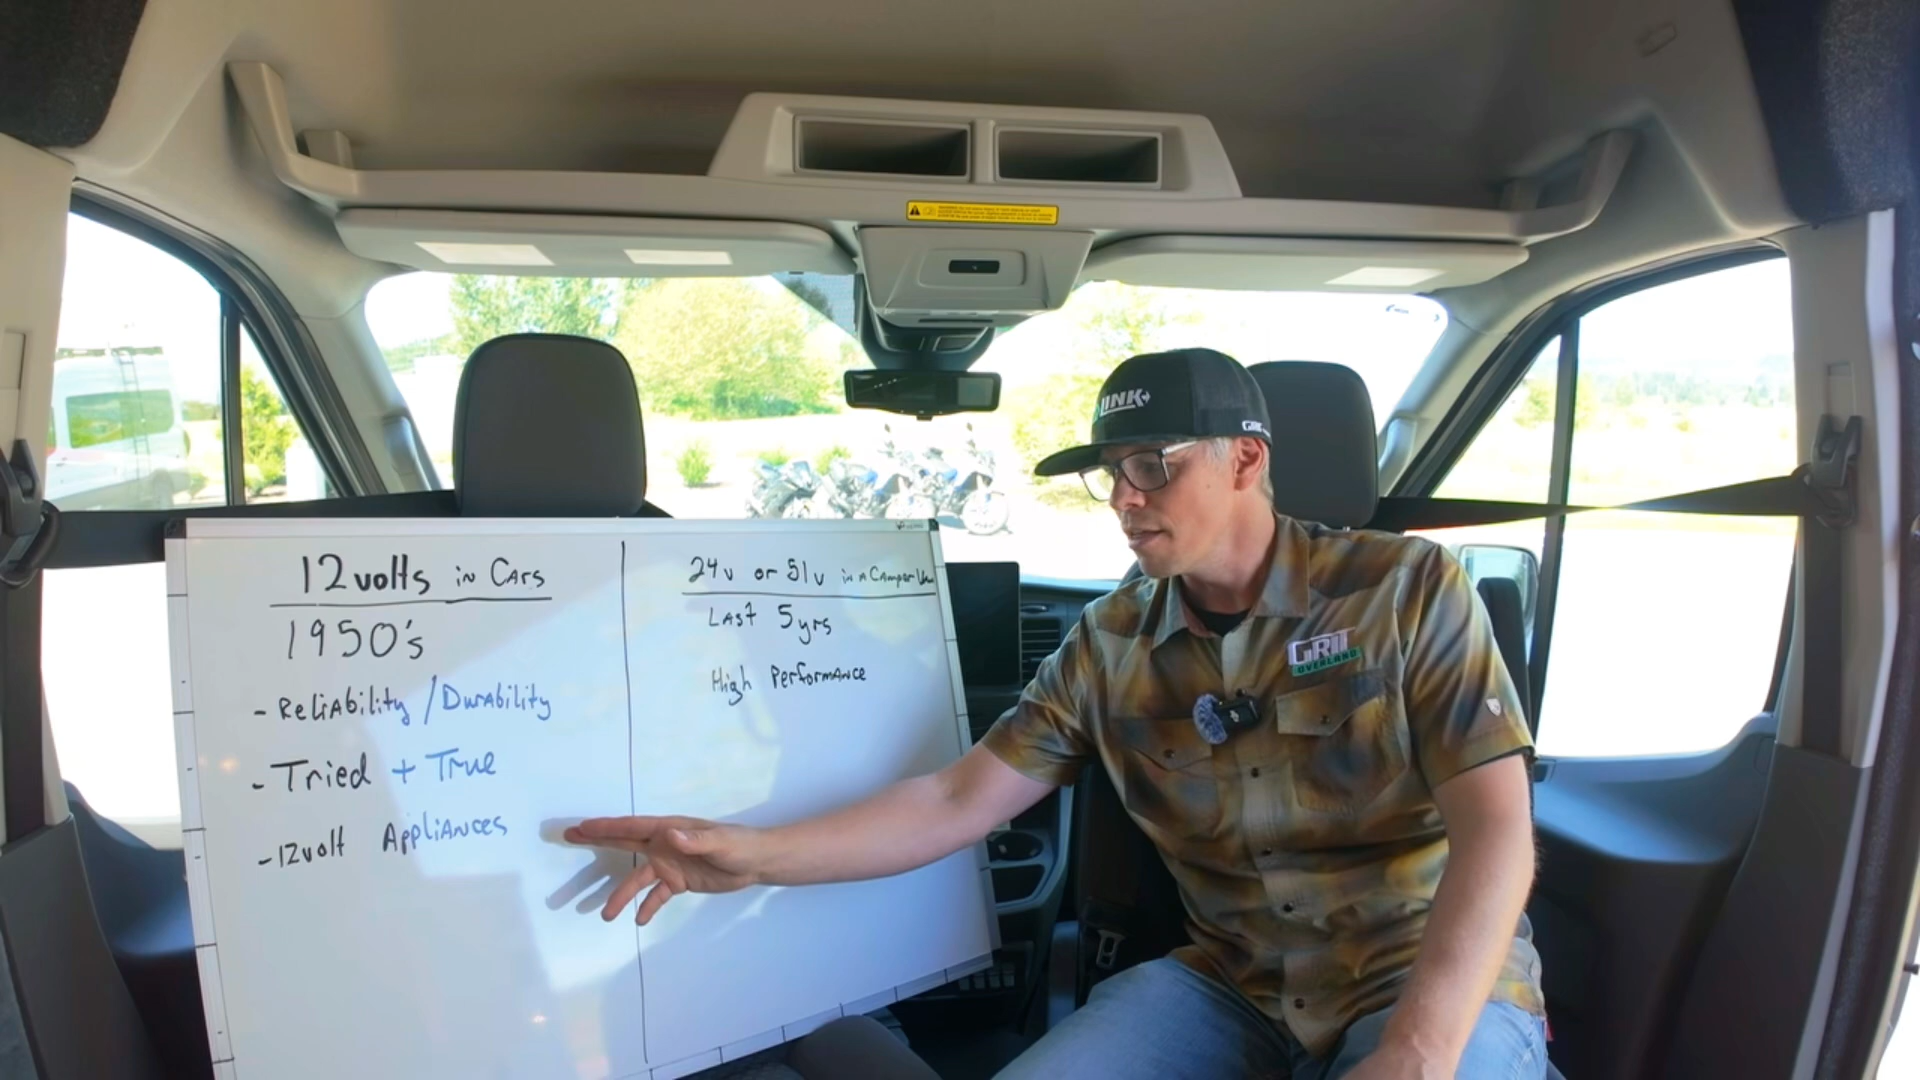 12volts in CArs
1950's
- ReliAbility / DurAbility
- Tried + True
- 12volt AppliAnces
24v or 51v in A CAmper VAn
LAst 5yrs
High PerformAnce
LINK
GRIT
OVERLAND